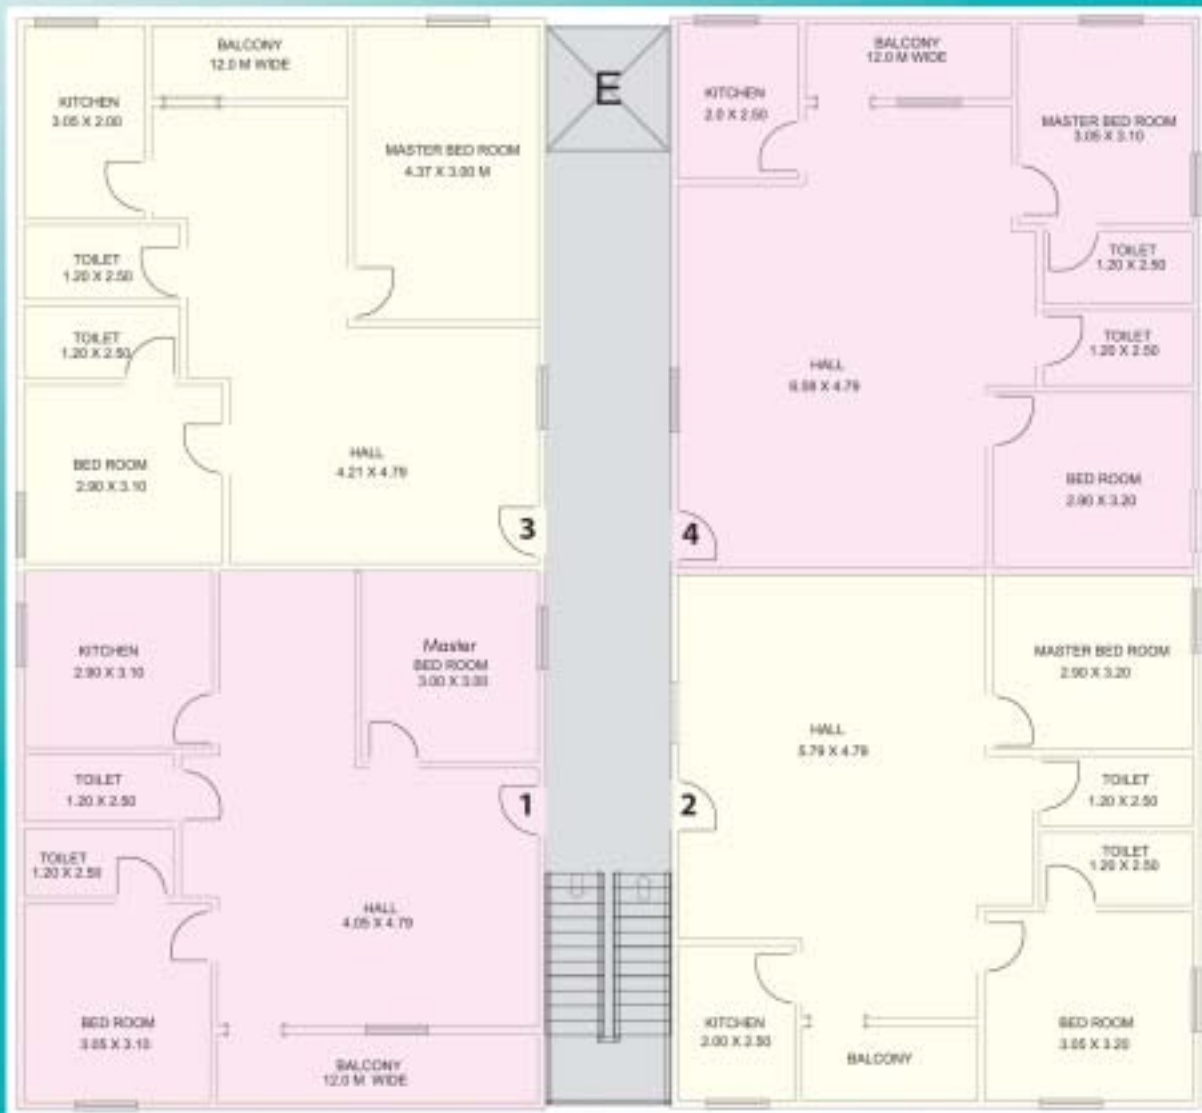 KITCHEN
3.05 X 2.00
BALCONY
12.0 M WIDE
MASTER BED ROOM
4.37 X 3.00 M
TOILET
1.20 X 2.50
TOILET
1.20 X 2.50
BED ROOM
2.90 X 3.10
HALL
4.21 X 4.79
3
E
KITCHEN
2.0 X 2.50
BALCONY
12.0 M WIDE
MASTER BED ROOM
3.05 X 3.10
TOILET
1.20 X 2.50
TOILET
1.20 X 2.50
HALL
6.98 X 4.79
BED ROOM
2.90 X 3.20
4
KITCHEN
2.90 X 3.10
Master
BED ROOM
3.00 X 3.00
TOILET
1.20 X 2.50
TOILET
1.20 X 2.50
1
HALL
4.05 X 4.79
BED ROOM
3.05 X 3.10
BALCONY
12.0 M WIDE
MASTER BED ROOM
2.90 X 3.20
HALL
5.79 X 4.79
2
TOILET
1.20 X 2.50
TOILET
1.20 X 2.50
KITCHEN
2.00 X 2.50
BALCONY
BED ROOM
3.05 X 3.20